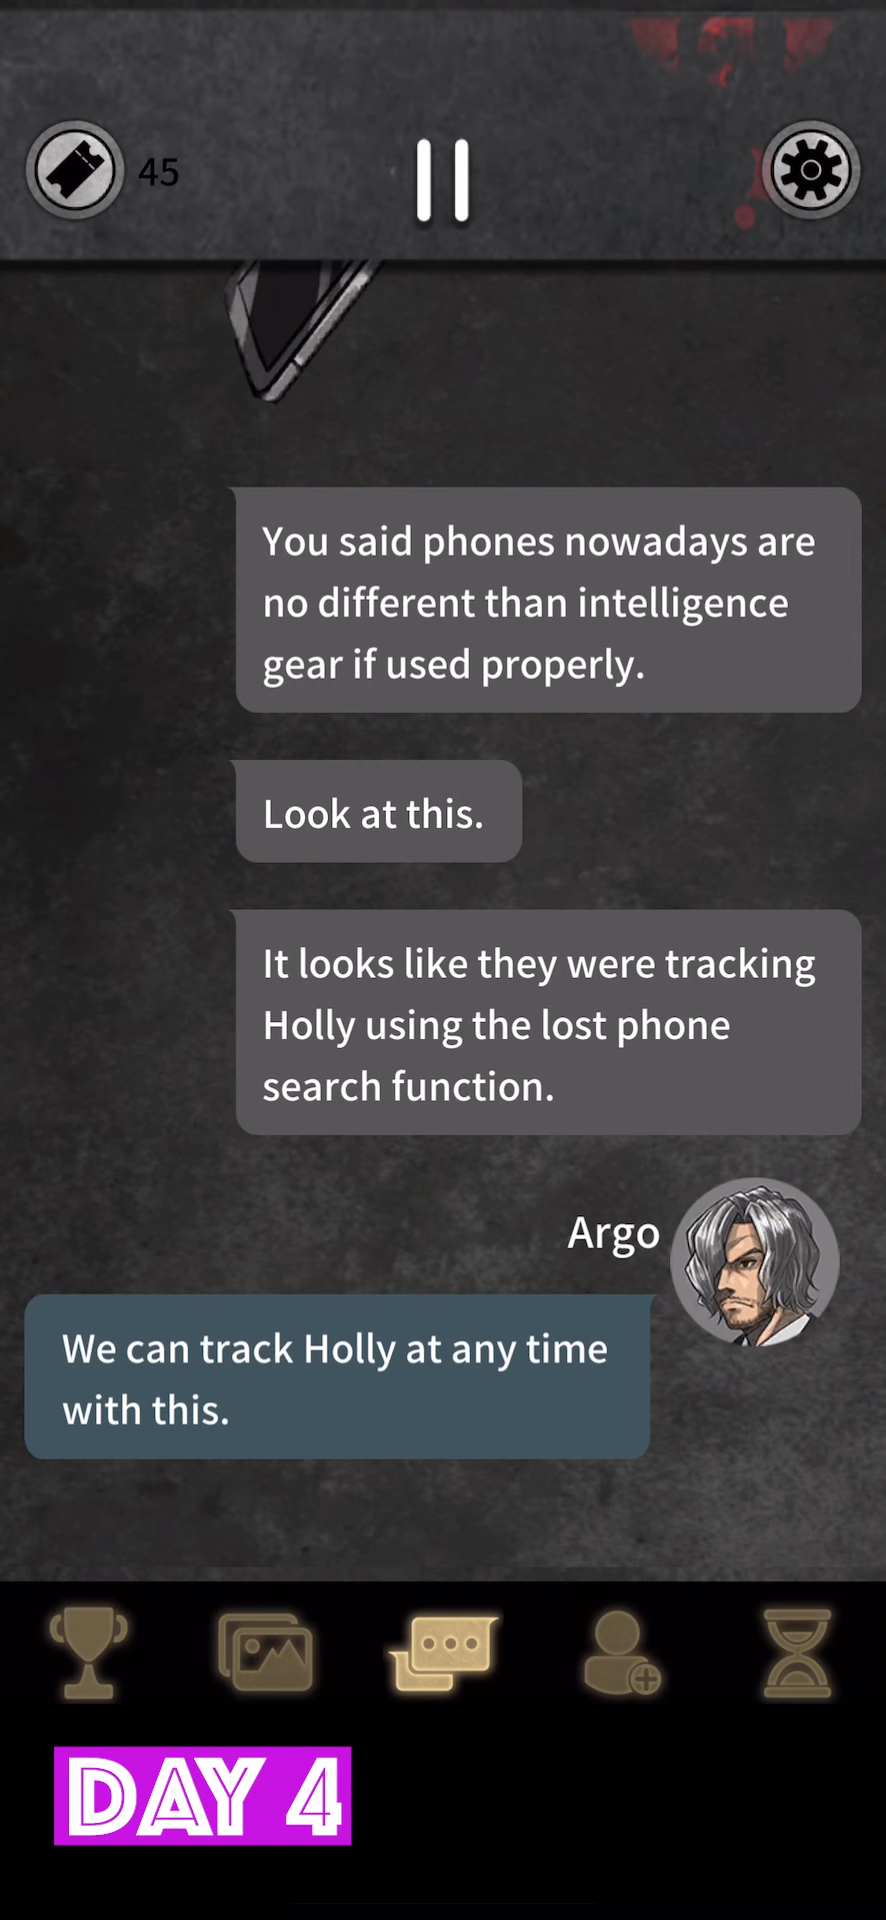 45
You said phones nowadays are
no different than intelligence
gear if used properly.
Look at this.
It looks like they were tracking
Holly using the lost phone
search function.
Argo
We can track Holly at any time
with this.
DAY 4